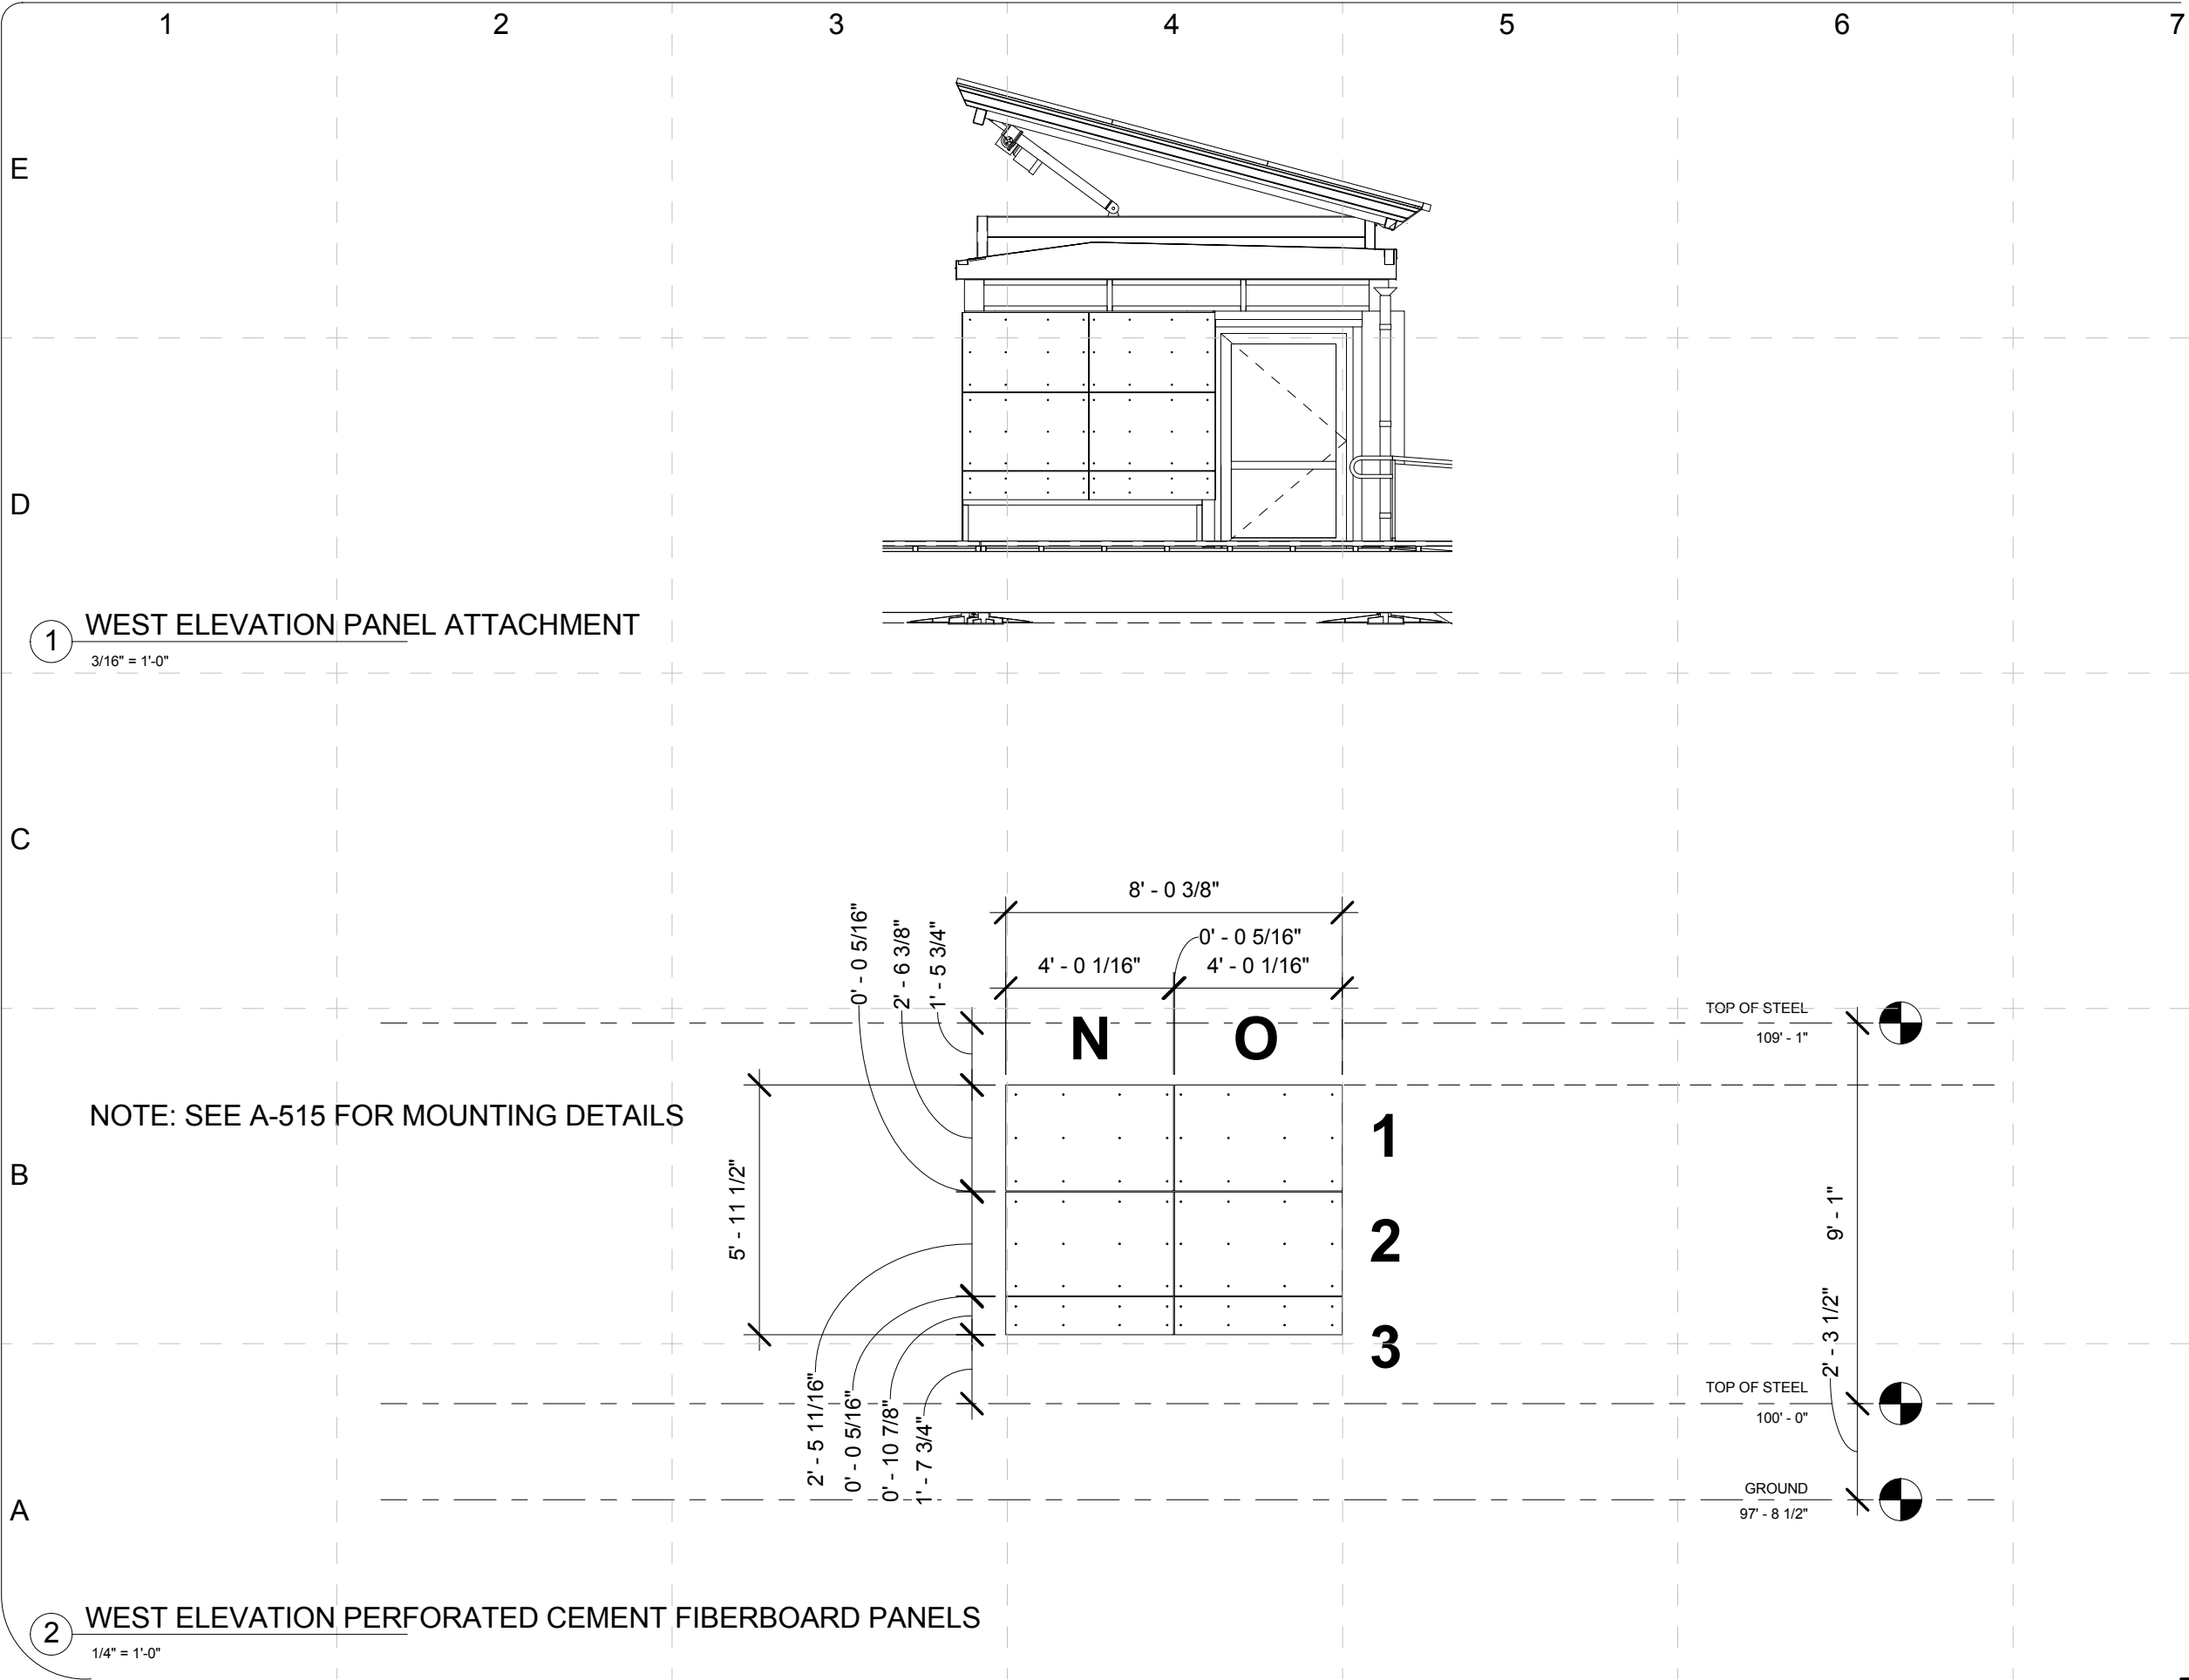 1 2 3 4 5 6 7
E
D
1 WEST ELEVATION PANEL ATTACHMENT
3/16" = 1'-0"
C
8' - 0 3/8"
0' - 0 5/16"
4' - 0 1/16" 4' - 0 1/16"
0' - 0 5/16"
2' - 6 3/8"
1' - 5 3/4"
N O
TOP OF STEEL
109' - 1"
NOTE: SEE A-515 FOR MOUNTING DETAILS
1
B
5' - 11 1/2"
9' - 1"
2
2' - 3 1/2"
3
2' - 5 11/16"
0' - 0 5/16"
0' - 10 7/8"
1' - 7 3/4"
TOP OF STEEL
100' - 0"
GROUND
97' - 8 1/2"
A
2 WEST ELEVATION PERFORATED CEMENT FIBERBOARD PANELS
1/4" = 1'-0"